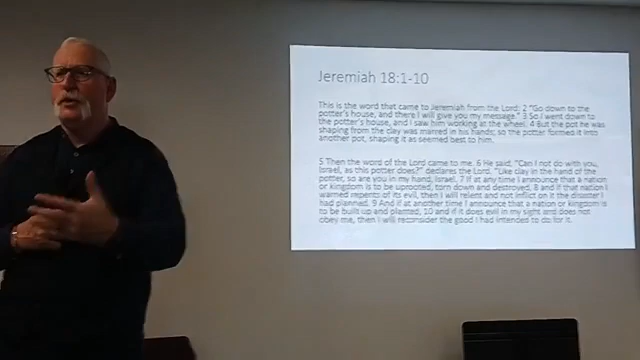 Jeremiah 18:1-10
This is the word that came to Jeremiah from the Lord: 2 "Go down to the
potter's house, and there I will give you my message." 3 So I went down to
the potter's house, and I saw him working at the wheel. 4 But the pot he was
shaping from the clay was marred in his hands; so the potter formed it into
another pot, shaping it as seemed best to him.
5 Then the word of the Lord came to me. 6 He said, "Can I not do with you,
Israel, as this potter does?" declares the Lord. "Like clay in the hand of the
potter, so are you in my hand, Israel. 7 If at any time I announce that a nation
or kingdom is to be uprooted, torn down and destroyed, 8 and if that nation I
warned repents of its evil, then I will relent and not inflict on it the disaster I
had planned. 9 And if at another time I announce that a nation or kingdom is
to be built up and planted, 10 and if it does evil in my sight and does not
obey me, then I will reconsider the good I had intended to do for it.